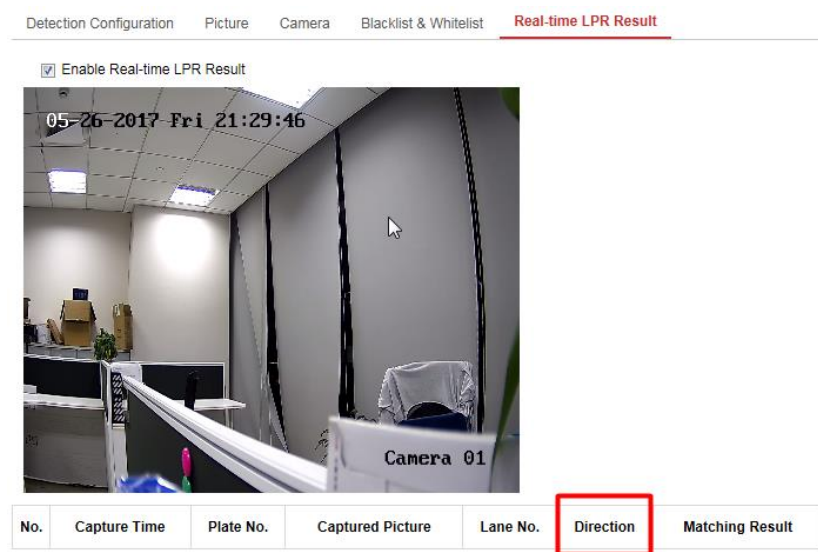 Detection Configuration Picture Camera Blacklist & Whitelist Real-time LPR Result
Enable Real-time LPR Result
05-26-2017 Fri 21:29:46
Camera 01
No. Capture Time Plate No. Captured Picture Lane No. Direction Matching Result